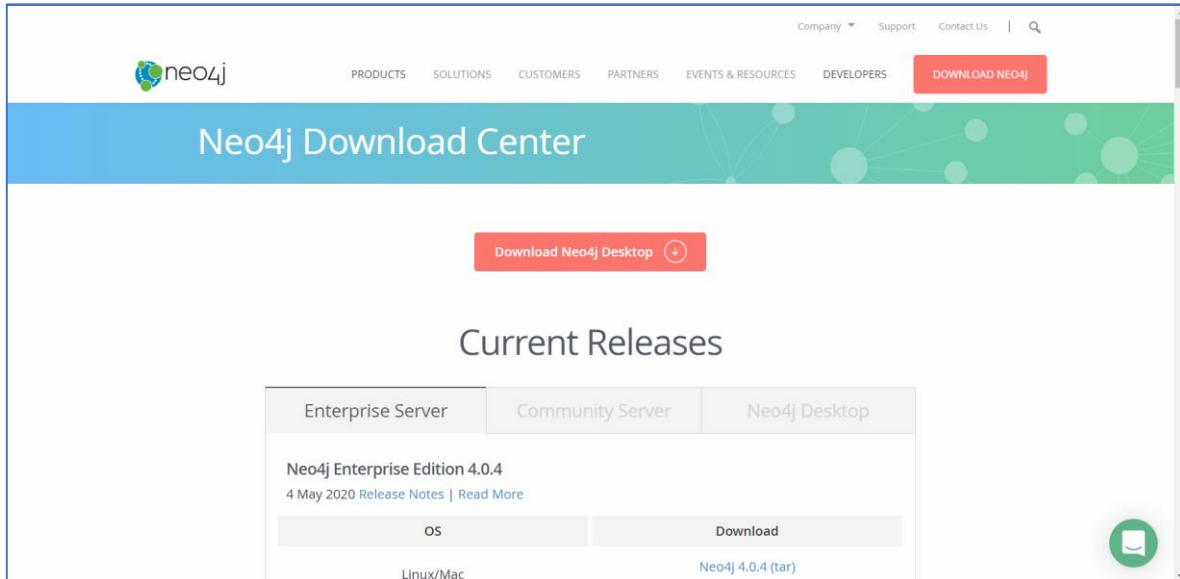 Company Support Contact Us |
neo4j PRODUCTS SOLUTIONS CUSTOMERS PARTNERS EVENTS & RESOURCES DEVELOPERS DOWNLOAD NEO4J
Neo4j Download Center
Download Neo4j Desktop
Current Releases
Enterprise Server Community Server Neo4j Desktop
Neo4j Enterprise Edition 4.0.4
4 May 2020 Release Notes | Read More
OS Download
Linux/Mac Neo4j 4.0.4 (tar)